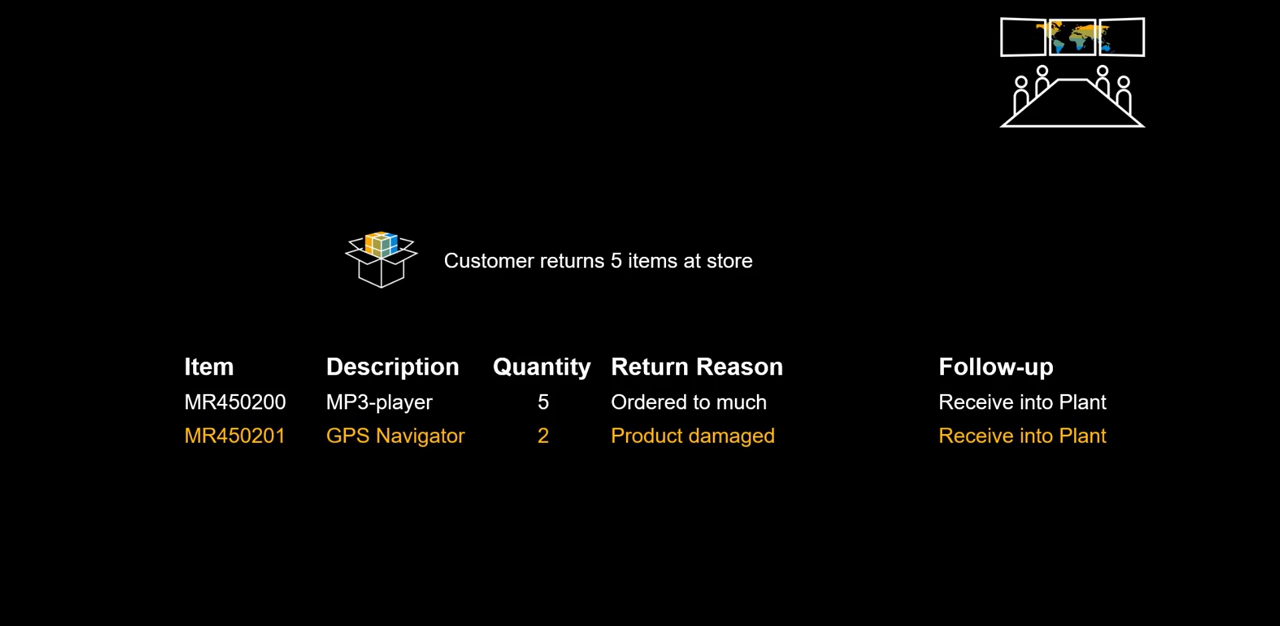 Customer returns 5 items at store
Item Description Quantity Return Reason Follow-up
MR450200 MP3-player 5 Ordered to much Receive into Plant
MR450201 GPS Navigator 2 Product damaged Receive into Plant